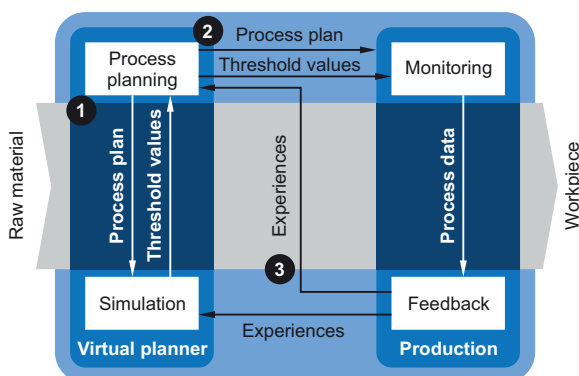 2
Process plan
Process
planning
Threshold values
Monitoring
1
Raw material
Process plan
Threshold values
Experiences
Process data
Workpiece
3
Simulation
Feedback
Experiences
Virtual planner
Production